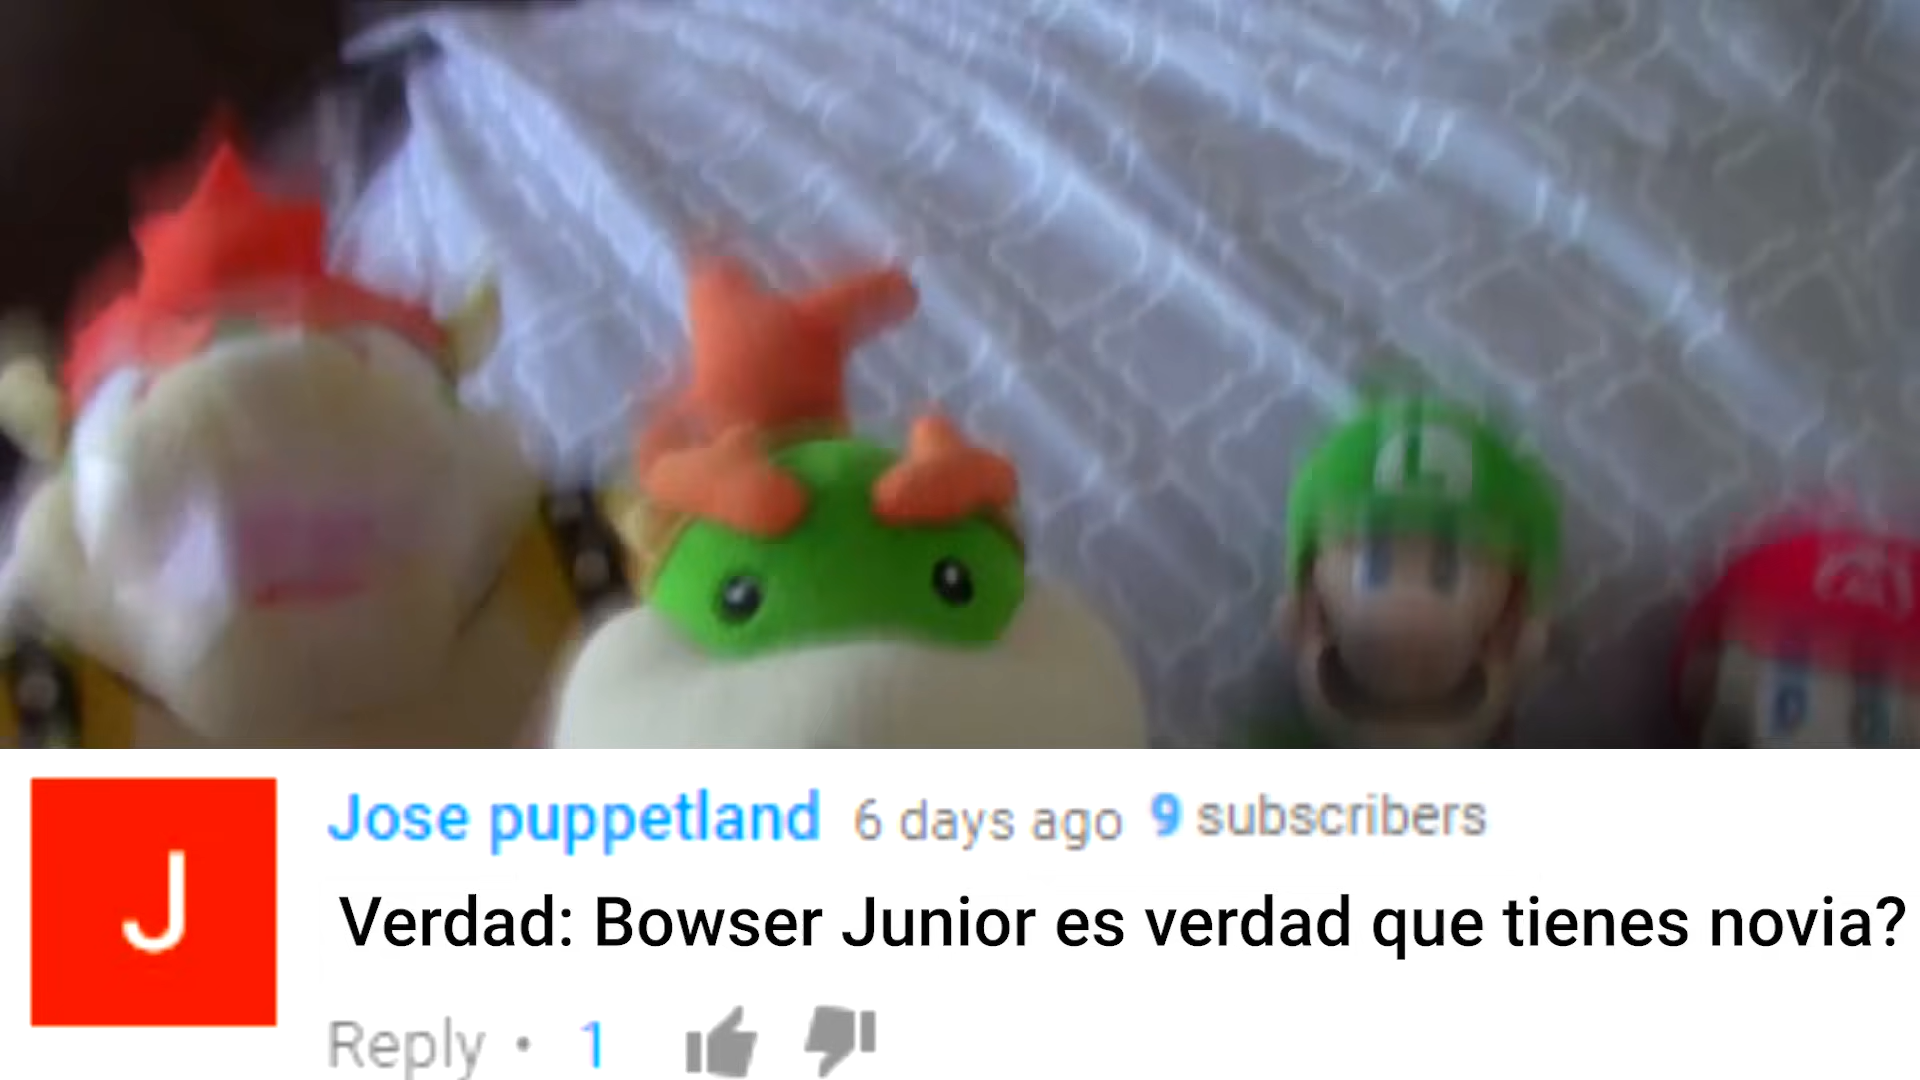 L
M
J
Jose puppetland 6 days ago 9 subscribers
Verdad: Bowser Junior es verdad que tienes novia?
Reply • 1